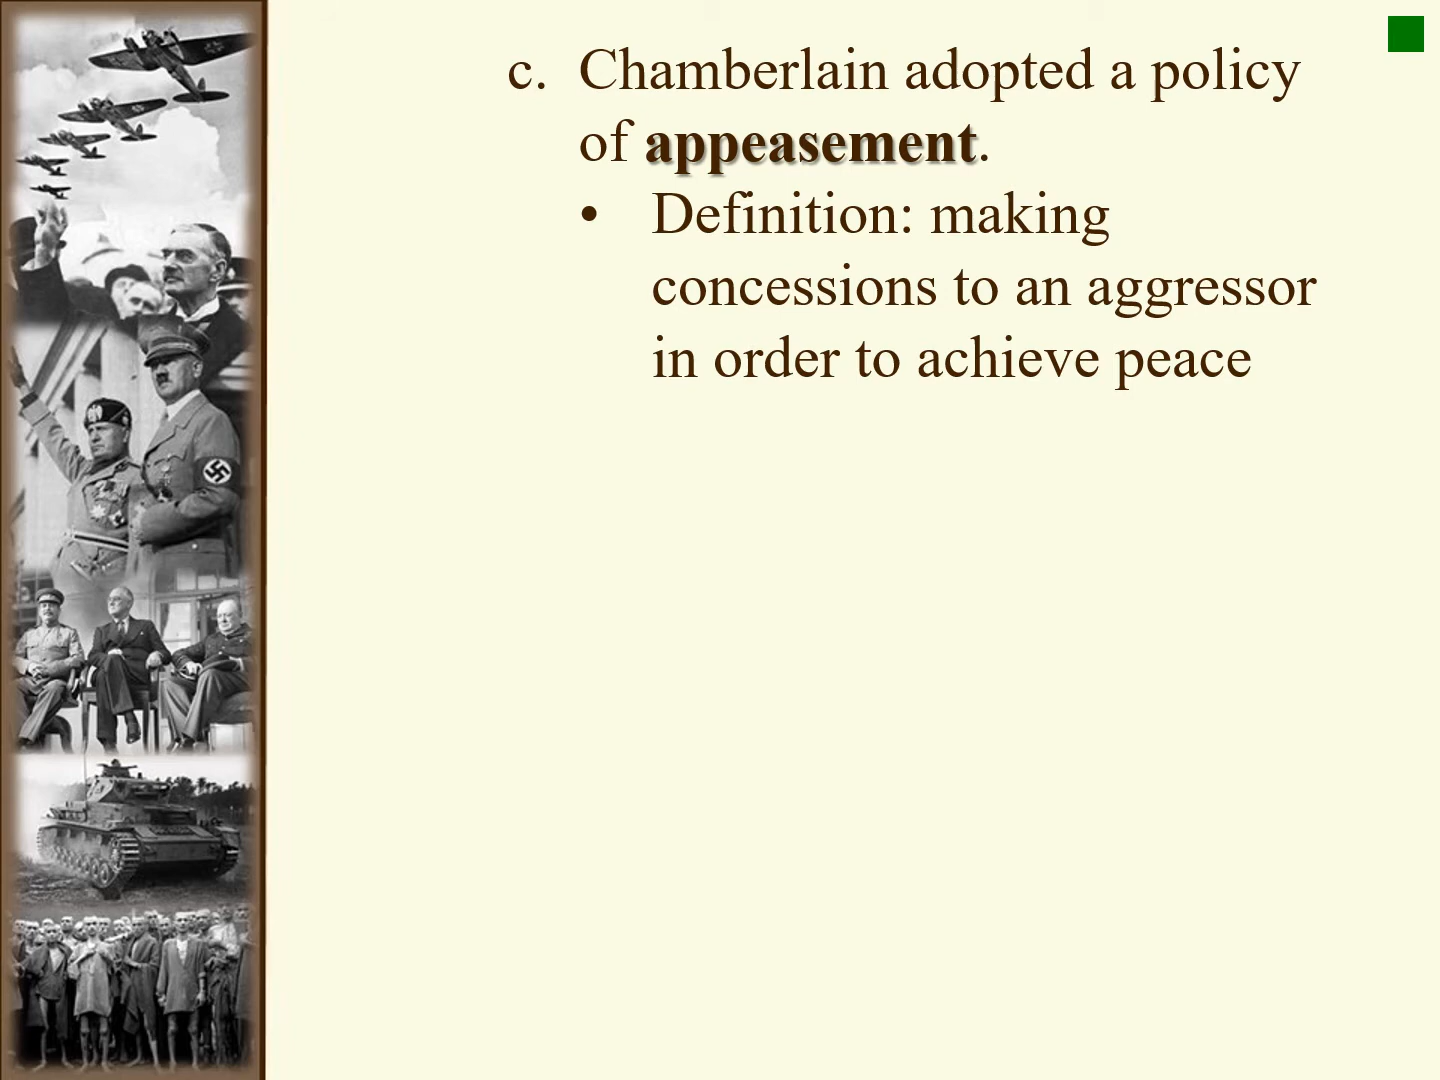 c. Chamberlain adopted a policy
of appeasement.
• Definition: making
concessions to an aggressor
in order to achieve peace